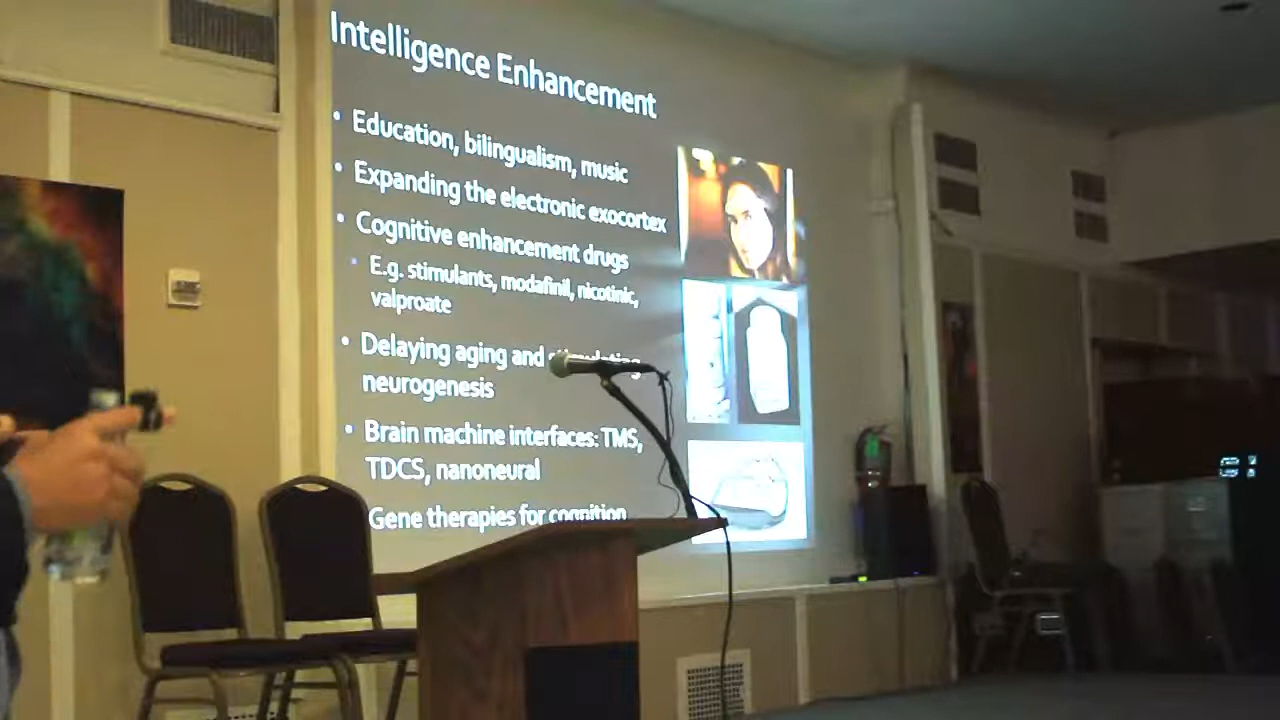 Intelligence Enhancement
• Education, bilingualism, music
• Expanding the electronic exocortex
• Cognitive enhancement drugs
• E.g. stimulants, modafinil, nicotinic,
valproate
• Delaying aging and stimulating
neurogenesis
• Brain machine interfaces: TMS,
TDCS, nanoneural
Gene therapies for cognition